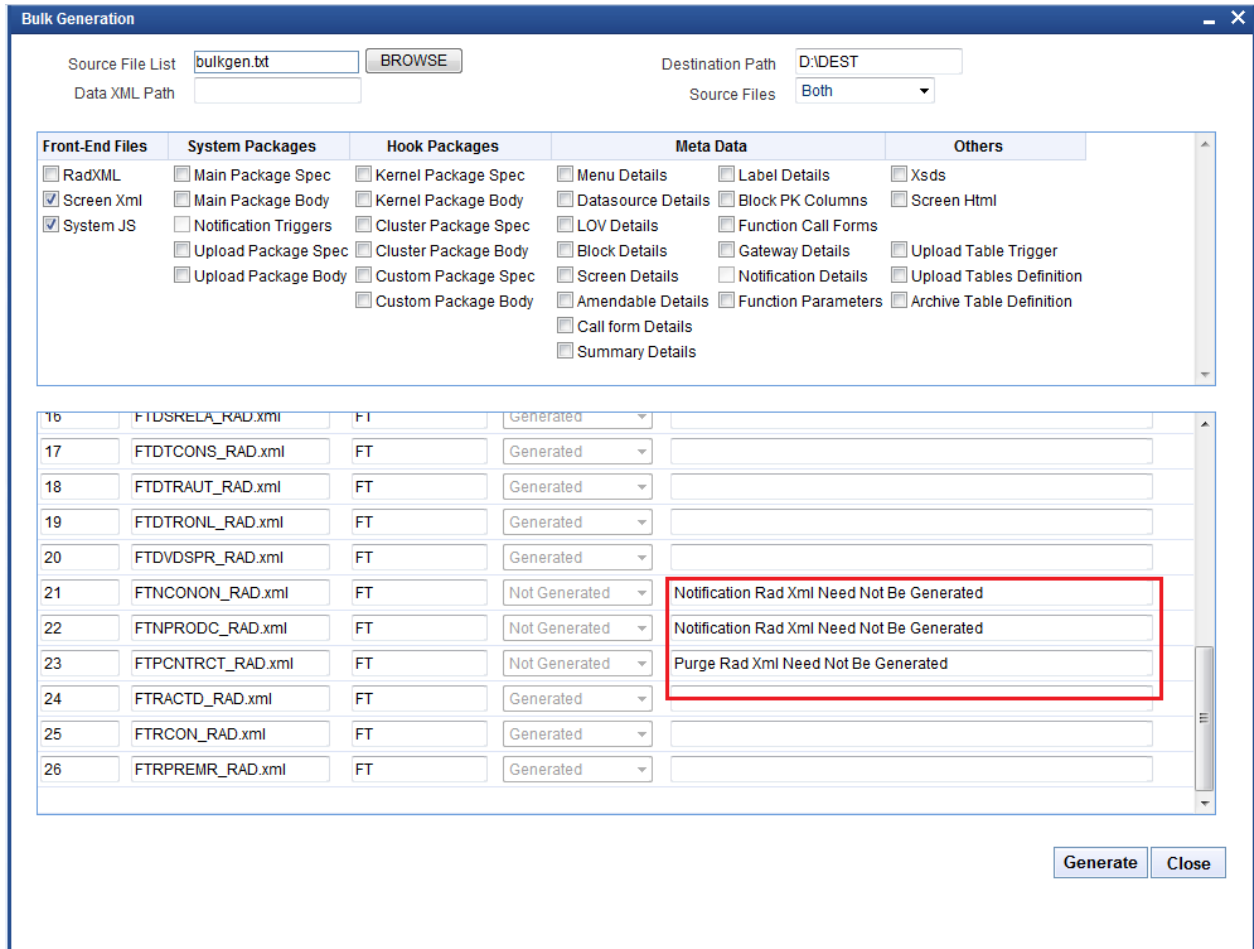 Bulk Generation
Source File List bulkgen.txt BROWSE Destination Path D:\DEST
Data XML Path Source Files Both
Front-End Files System Packages Hook Packages Meta Data Others
RadXML Main Package Spec Kernel Package Spec Menu Details Label Details Xsds
Screen Xml Main Package Body Kernel Package Body Datasource Details Block PK Columns Screen Html
System JS Notification Triggers Cluster Package Spec LOV Details Function Call Forms
Upload Package Spec Cluster Package Body Block Details Gateway Details Upload Table Trigger
Upload Package Body Custom Package Spec Screen Details Notification Details Upload Tables Definition
Custom Package Body Amendable Details Function Parameters Archive Table Definition
Call form Details
Summary Details
16 FTDSRELA_RAD.xml FT Generated
17 FTDTCONS_RAD.xml FT Generated
18 FTDTRAUT_RAD.xml FT Generated
19 FTDTRONL_RAD.xml FT Generated
20 FTDVDSPR_RAD.xml FT Generated
21 FTNCONON_RAD.xml FT Not Generated Notification Rad Xml Need Not Be Generated
22 FTNPRODC_RAD.xml FT Not Generated Notification Rad Xml Need Not Be Generated
23 FTPCNTRCT_RAD.xml FT Not Generated Purge Rad Xml Need Not Be Generated
24 FTRACTD_RAD.xml FT Generated
25 FTRCON_RAD.xml FT Generated
26 FTRPREMR_RAD.xml FT Generated
Generate Close